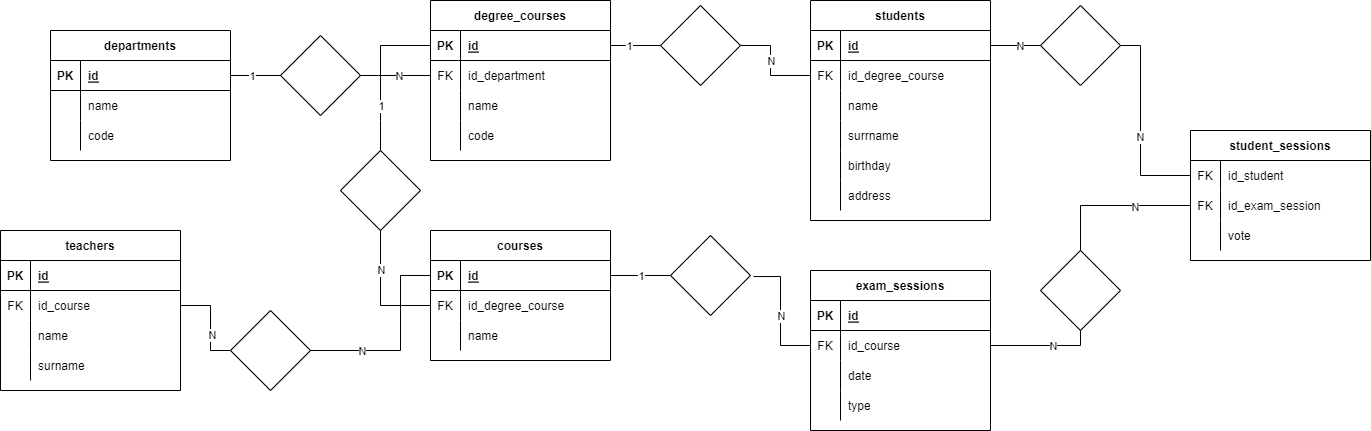 departments
PK id
name
code
1
N
degree_courses
PK id
FK id_department
name
code
1
N
students
PK id
FK id_degree_course
name
surrname
birthday
address
N
N
student_sessions
FK id_student
FK id_exam_session
vote
1
N
teachers
PK id
FK id_course
name
surname
N
N
courses
PK id
FK id_degree_course
name
1
N
exam_sessions
PK id
FK id_course
date
type
N
N